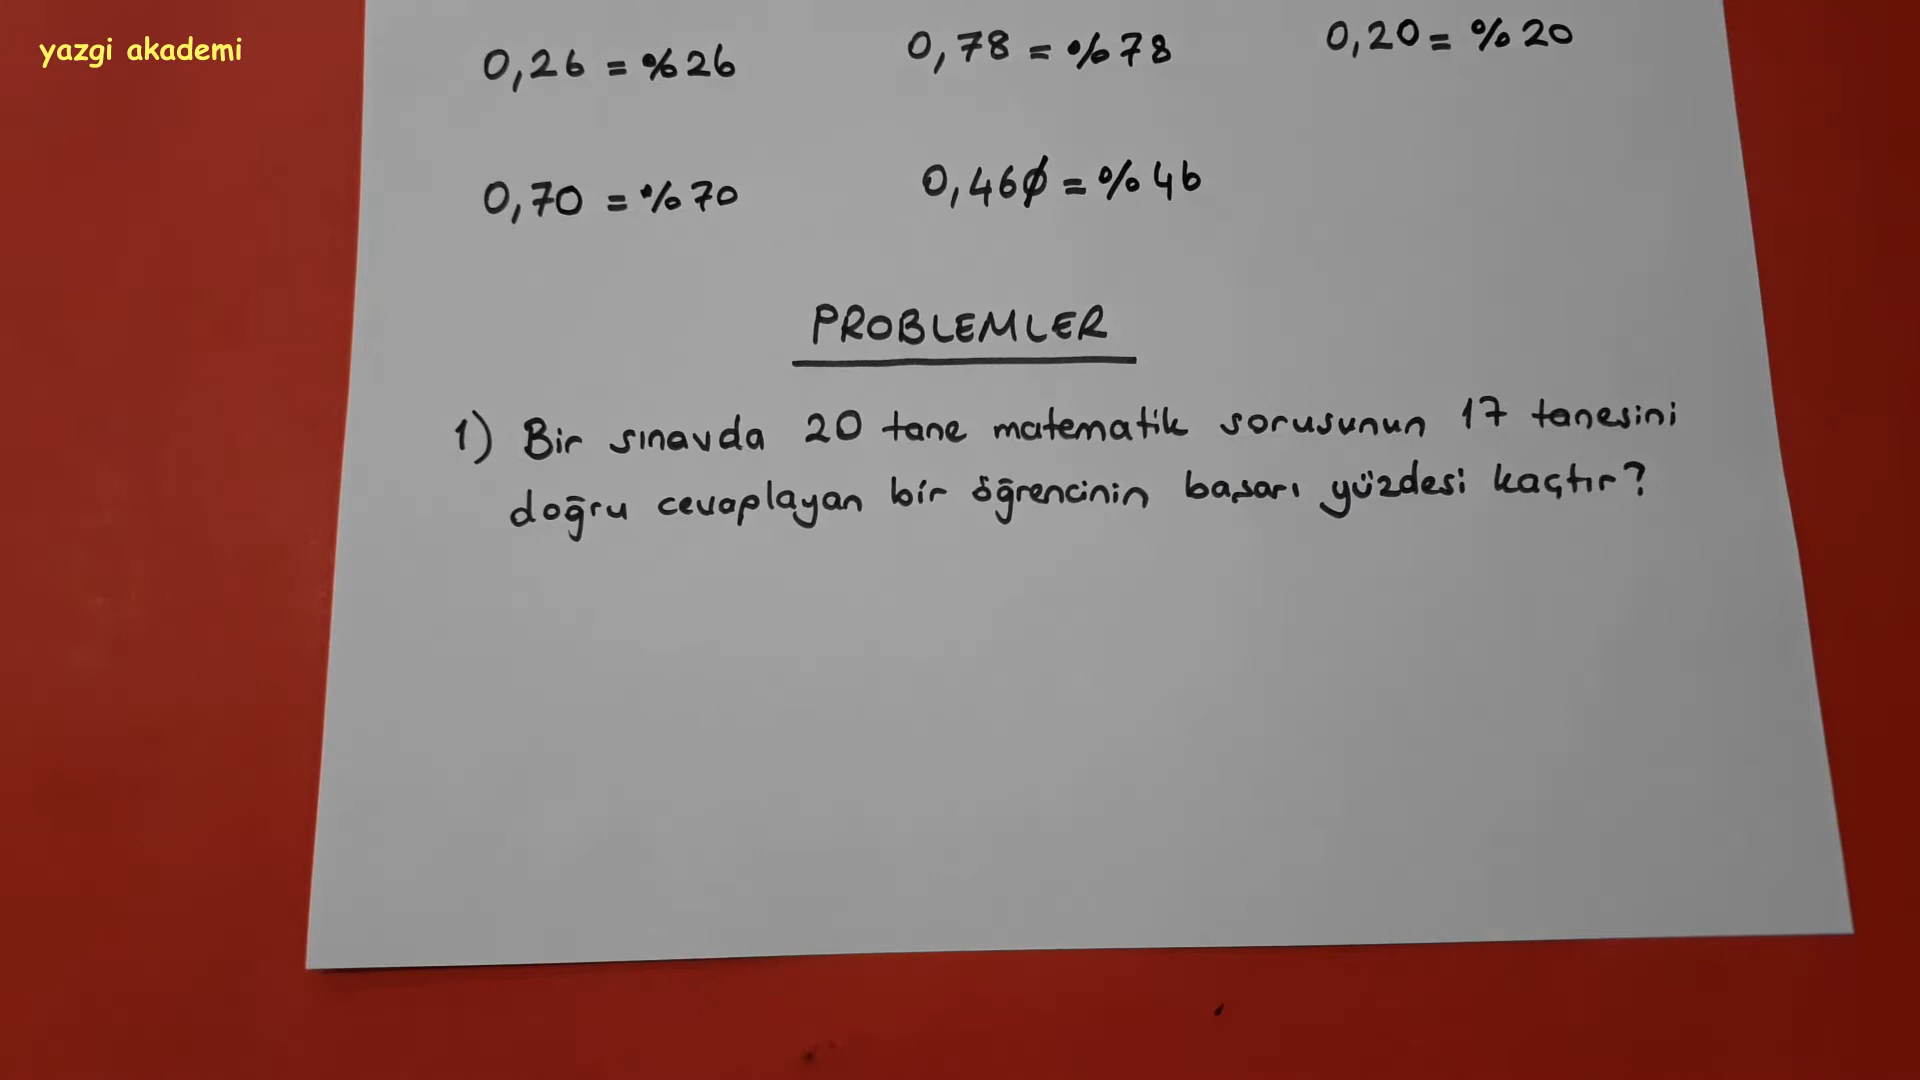 yazgi akademi
0,26 = %26 0,78 = %78 0,20 = %20
0,70 = %70 0,460 = %46
PROBLEMLER
1) Bir sınavda 20 tane matematik sorusunun 17 tanesini
doğru cevaplayan bir öğrencinin başarı yüzdesi kaçtır?